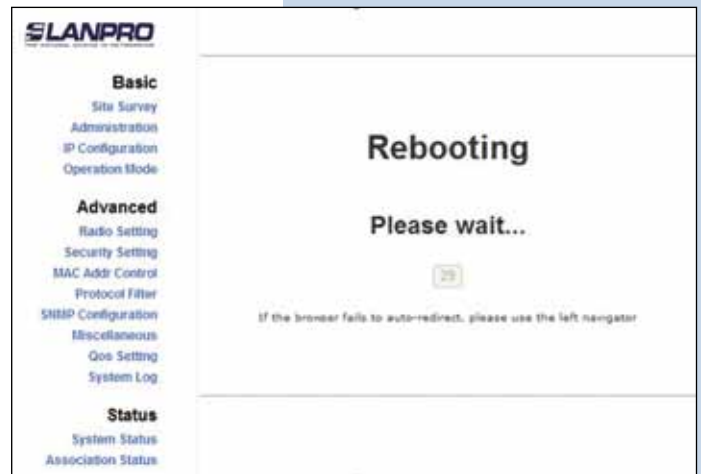 LANPRO
Basic
Site Survey
Administration
IP Configuration
Operation Mode
Advanced
Radio Setting
Security Setting
MAC Addr Control
Protocol Filter
SNMP Configuration
Miscellaneous
Qos Setting
System Log
Status
System Status
Association Status
Rebooting
Please wait...
29
If the browser fails to auto-redirect, please use the left navigator